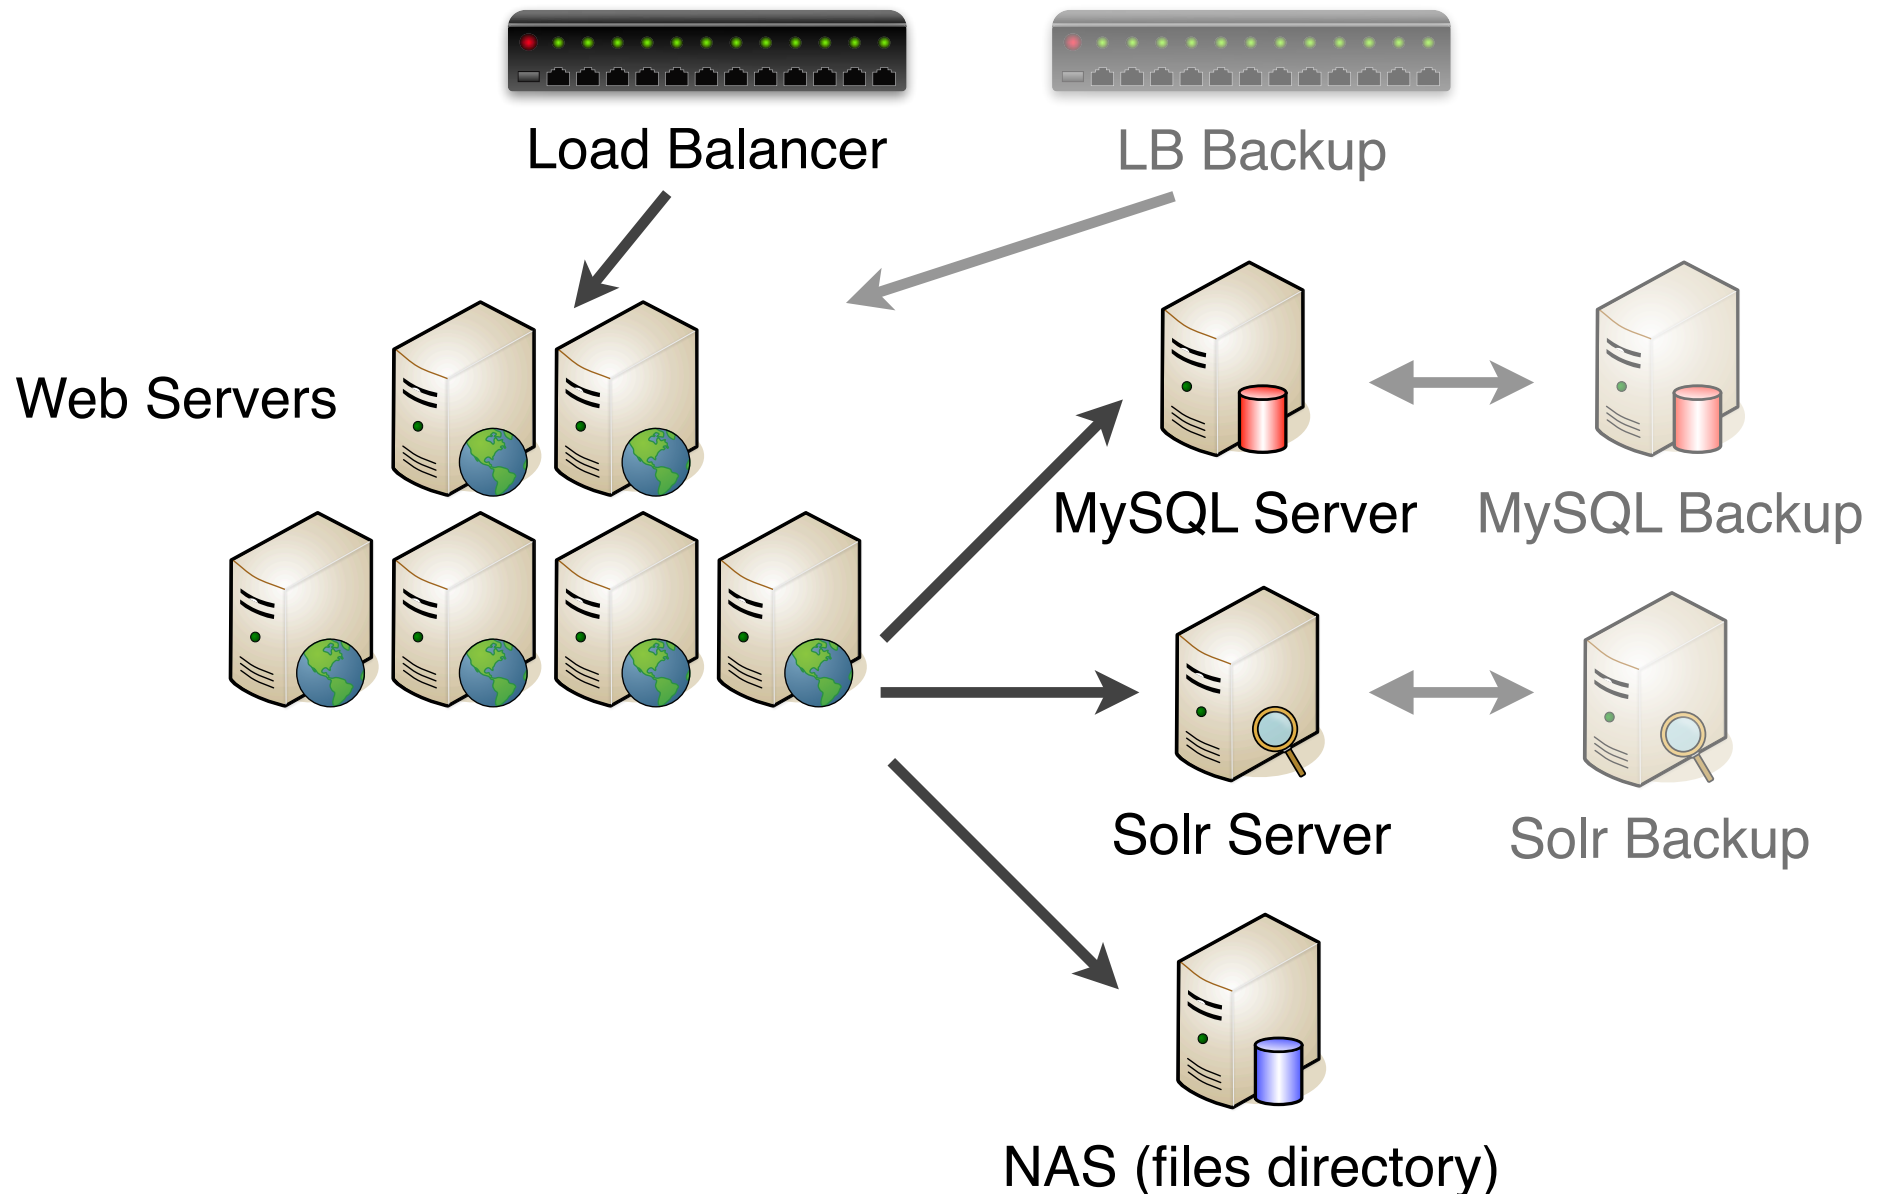 Load Balancer
LB Backup
Web Servers
MySQL Server
MySQL Backup
Solr Server
Solr Backup
NAS (files directory)